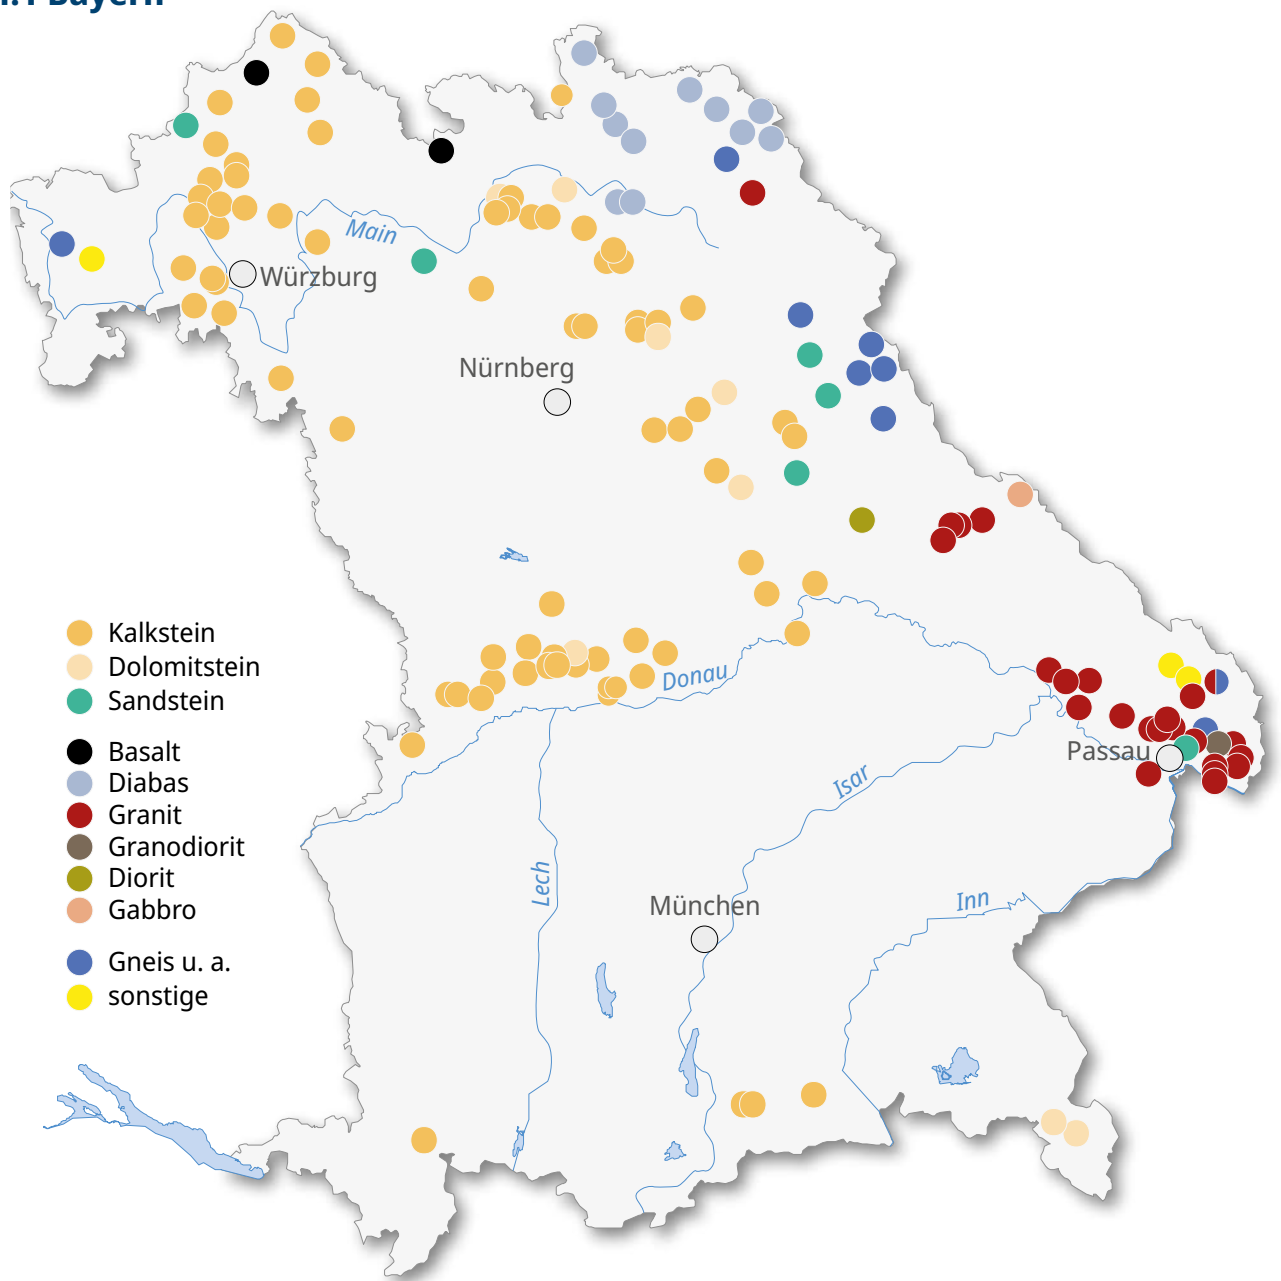 Bayern
Main
Würzburg
Nürnberg
Kalkstein
Dolomitstein
Sandstein
Donau
Basalt
Diabas
Granit
Granodiorit
Diorit
Gabbro
Passau
Isar
Lech
München
Inn
Gneis u. a.
sonstige